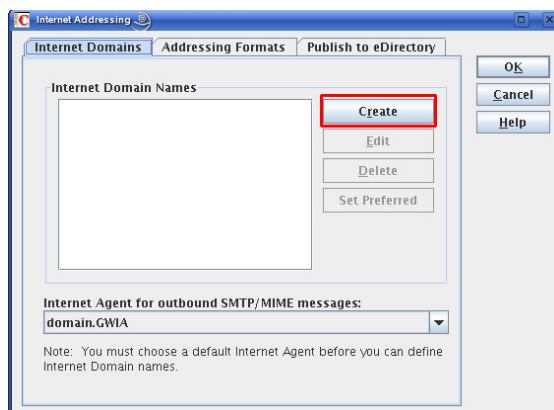 Internet Addressing
Internet Domains Addressing Formats Publish to eDirectory
OK
Cancel
Help
Internet Domain Names
Create
Edit
Delete
Set Preferred
Internet Agent for outbound SMTP/MIME messages:
domain.GWIA
Note: You must choose a default Internet Agent before you can define
Internet Domain names.